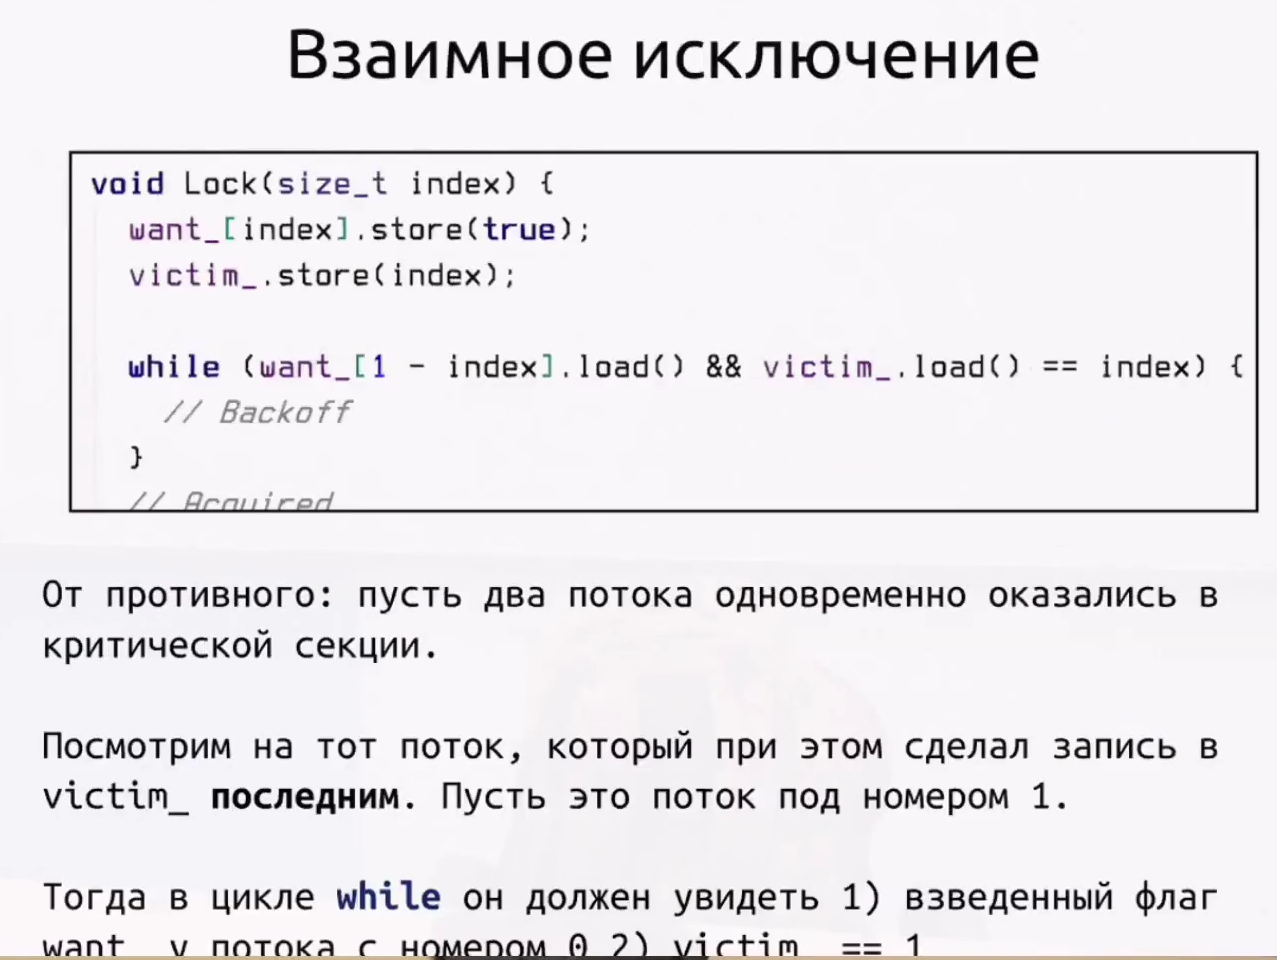 Взаимное исключение
void Lock(size_t index) {
want_[index].store(true);
victim_.store(index);
while (want_[1 - index].load() && victim_.load() == index) {
// Backoff
}
// Acquired
От противного: пусть два потока одновременно оказались в
критической секции.
Посмотрим на тот поток, который при этом сделал запись в
victim_ последним. Пусть это поток под номером 1.
Тогда в цикле while он должен увидеть 1) взведенный флаг
want_ у потока с номером 0 2) victim_ == 1